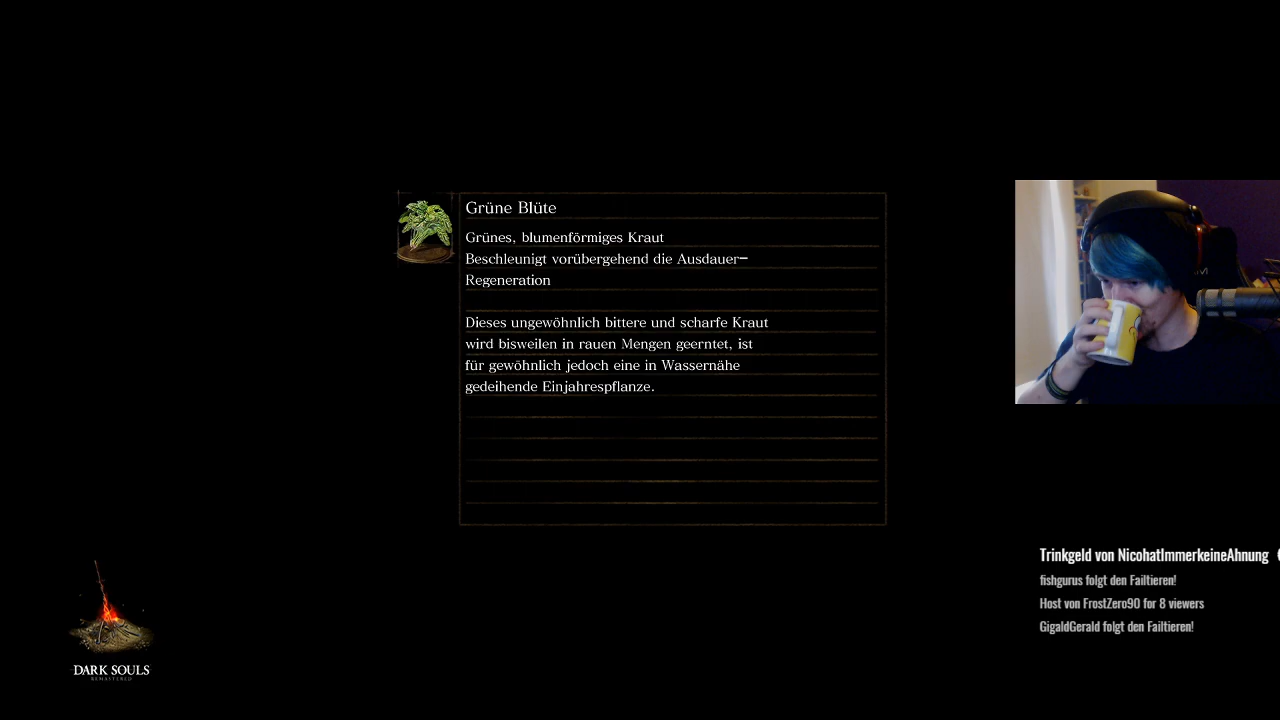 Grüne Blüte
Grünes, blumenförmiges Kraut
Beschleunigt vorübergehend die Ausdauer-
Regeneration
Dieses ungewöhnlich bittere und scharfe Kraut
wird bisweilen in rauen Mengen geerntet, ist
für gewöhnlich jedoch eine in Wassernähe
gedeihende Einjahrespflanze.
Trinkgeld von NicohatImmerkeineAhnung
fishgurus folgt den Failtieren!
Host von FrostZero90 for 8 viewers
GigaldGerald folgt den Failtieren!
DARK SOULS
REMASTERED